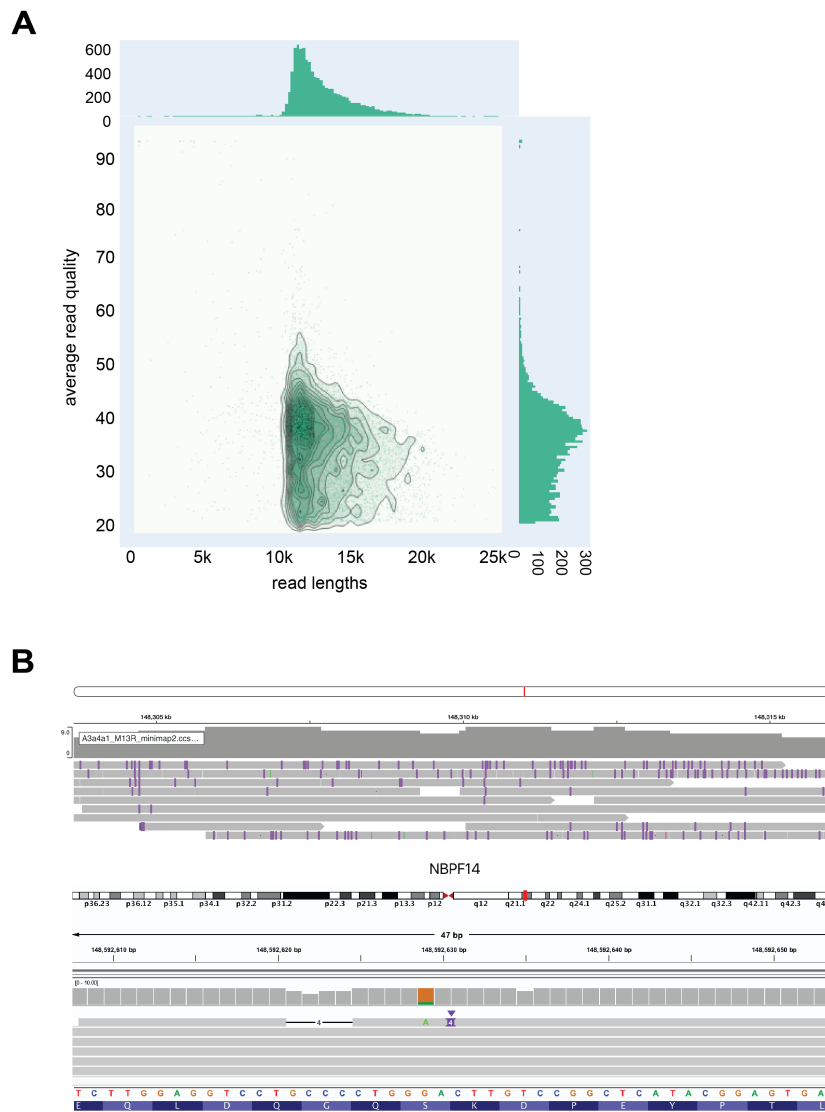 A
600
400
200
0
90
80
70
60
50
40
30
20
average read quality
0 5k 10k 15k 20k 25k
0 100 200 300
read lengths
B
148,305 kb 148,310 kb 148,315 kb
9.0
A3a4a1_M13R_minimap2.ccs...
0
NBPF14
p36.23 p36.12 p35.1 p34.1 p32.2 p31.2 p22.3 p21.3 p13.3 p12 q12 q21.1 q22 q24.1 q25.2 q31.1 q32.1 q32.3 q42.11 q42.3 q4
47 bp
148,592,610 bp 148,592,620 bp 148,592,630 bp 148,592,640 bp 148,592,650 bp
[0 - 10.00]
4 A 4
T C T T G G A G G T C C T G C C C C T G G G A C T T G T C C G G C T C A T A C G G A G T G A
E Q L D Q G Q S K D P E Y P T L